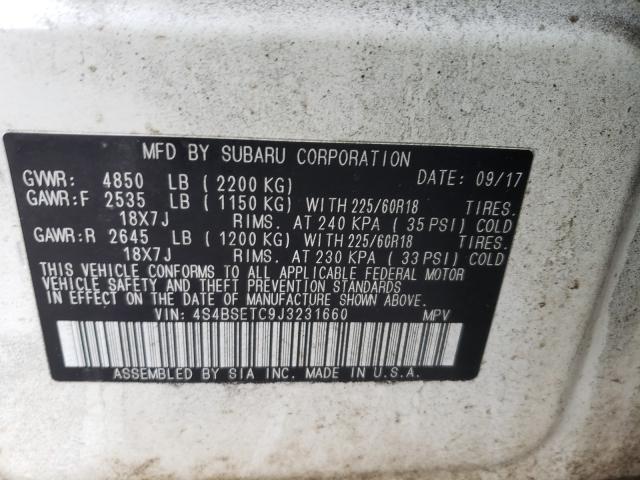 MFD BY SUBARU CORPORATION
GVWR: 4850 LB (2200 KG) DATE: 09/17
GAWR:F 2535 LB (1150 KG) WITH 225/60R18 TIRES.
18X7J RIMS. AT 240 KPA (35 PSI) COLD
GAWR:R 2645 LB (1200 KG) WITH 225/60R18 TIRES.
18X7J RIMS. AT 230 KPA (33 PSI) COLD
THIS VEHICLE CONFORMS TO ALL APPLICABLE FEDERAL MOTOR
VEHICLE SAFETY AND THEFT PREVENTION STANDARDS
IN EFFECT ON THE DATE OF MANUFACTURE SHOWN ABOVE.
VIN: 4S4BSETC9J3231660 MPV
ASSEMBLED BY SIA INC. MADE IN U.S.A.